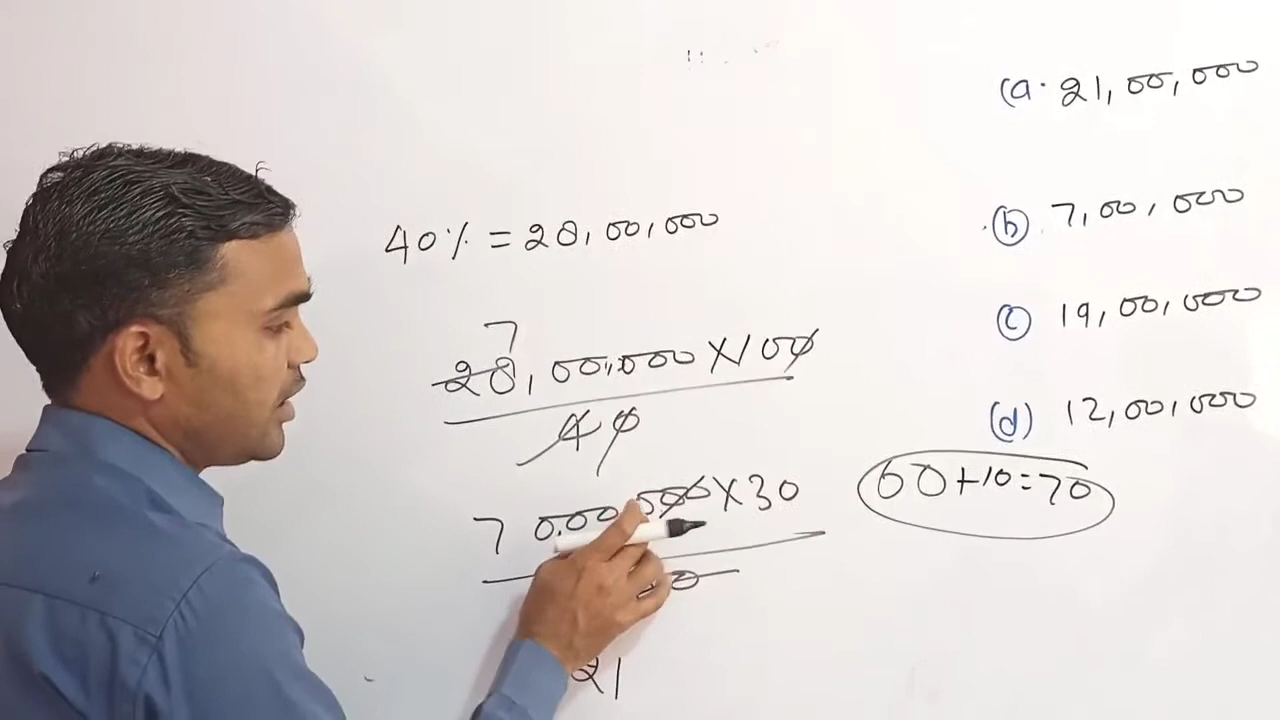 40% = 28,00,000
7
28,00,000 X 100
40
7 0,00,000 X 30
21
(a. 21,00,000
(b) 7,00,000
(c) 19,00,000
(d) 12,00,000
60+10=70